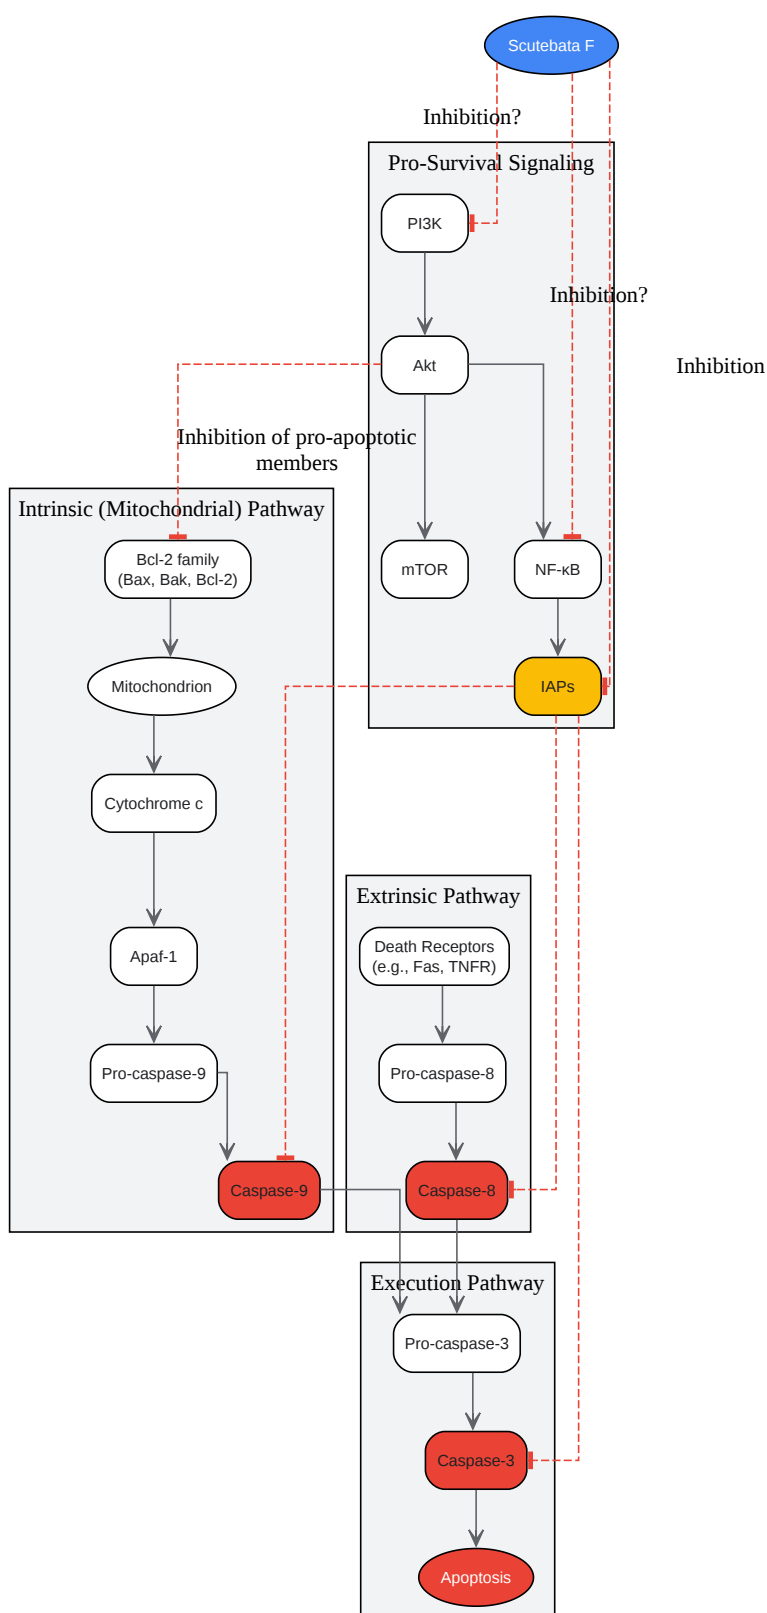 Scutebata F
Inhibition?
Pro-Survival Signaling
PI3K
Inhibition?
Akt
Inhibition
Inhibition of pro-apoptotic
members
Intrinsic (Mitochondrial) Pathway
Bcl-2 family
(Bax, Bak, Bcl-2)
mTOR
NF-κB
Mitochondrion
IAPs
Cytochrome c
Extrinsic Pathway
Apaf-1
Death Receptors
(e.g., Fas, TNFR)
Pro-caspase-9
Pro-caspase-8
Caspase-9
Caspase-8
Execution Pathway
Pro-caspase-3
Caspase-3
Apoptosis